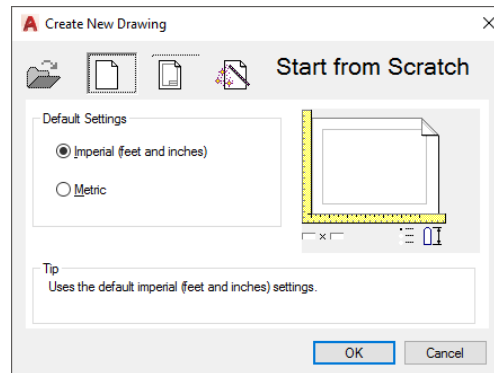 Create New Drawing
Start from Scratch
Default Settings
Imperial (feet and inches)
Metric
Tip
Uses the default imperial (feet and inches) settings.
OK
Cancel